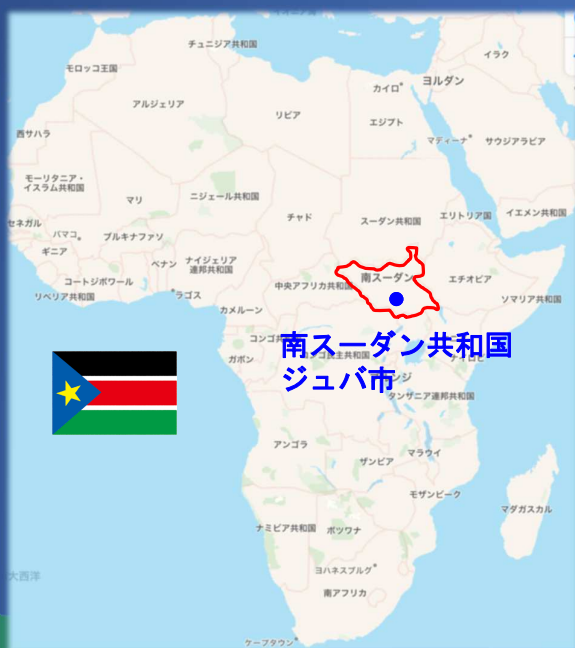 チュニジア共和国
モロッコ王国
イラク
ヨルダン
カイロ
アルジェリア
リビア
エジプト
西サハラ
マディーナ
サウジアラビア
モーリタニア・
イスラム共和国
マリ
ニジェール共和国
チャド
スーダン共和国
エリトリア国
イエメン共和国
セネガル
バマコ
ブルキナファソ
ギニア
ベナン
ナイジェリア
連邦共和国
南スーダン
エチオピア
コートジボワール
中央アフリカ共和国
リベリア共和国
ラゴス
ソマリア共和国
カメルーン
南スーダン共和国
ジュバ市
ガボン
タンザニア連邦共和国
アンゴラ
ザンビア
マラウイ
モザンビーク
マダガスカル
ナミビア共和国
ボツワナ
大西洋
ヨハネスブルグ
南アフリカ
ケープタウン